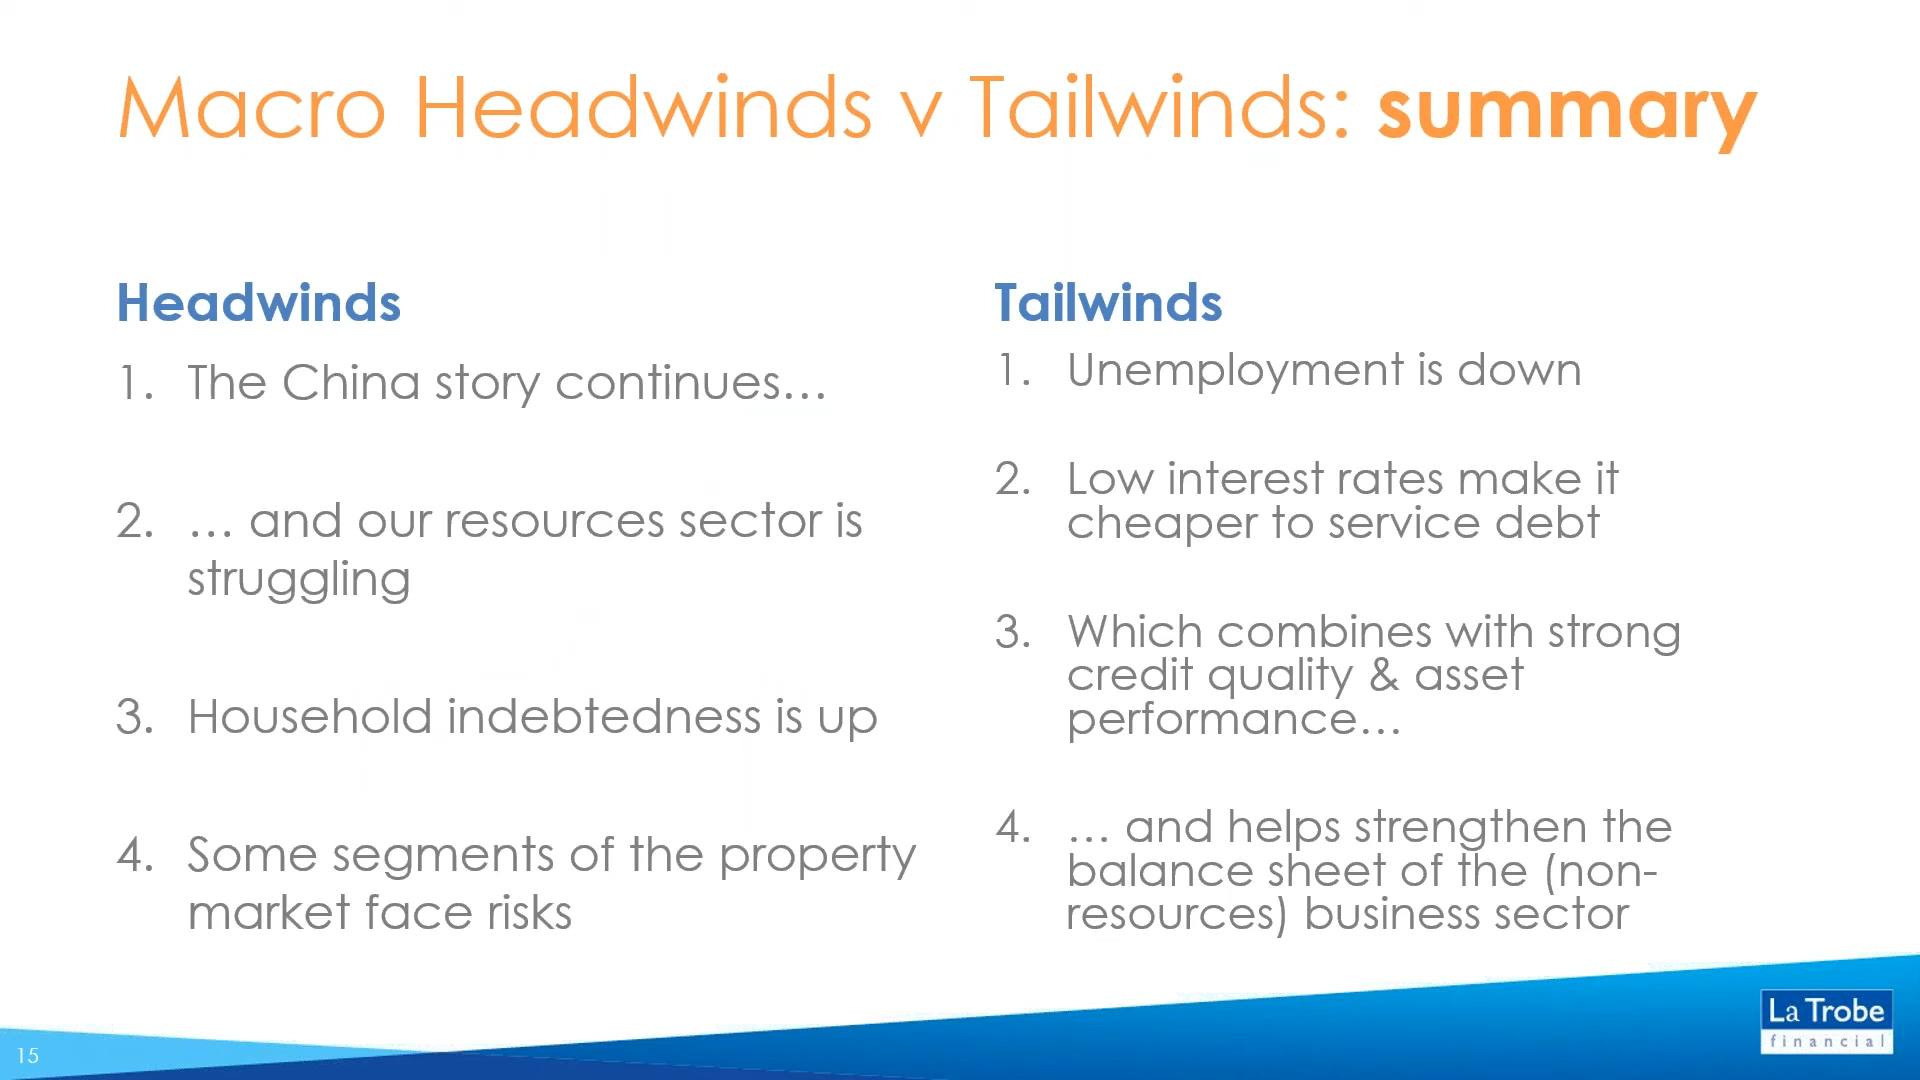 Macro Headwinds v Tailwinds: summary
Headwinds
1. The China story continues…
2. … and our resources sector is
struggling
3. Household indebtedness is up
4. Some segments of the property
market face risks
Tailwinds
1. Unemployment is down
2. Low interest rates make it
cheaper to service debt
3. Which combines with strong
credit quality & asset
performance…
4. … and helps strengthen the
balance sheet of the (non-
resources) business sector
15
La Trobe
financial